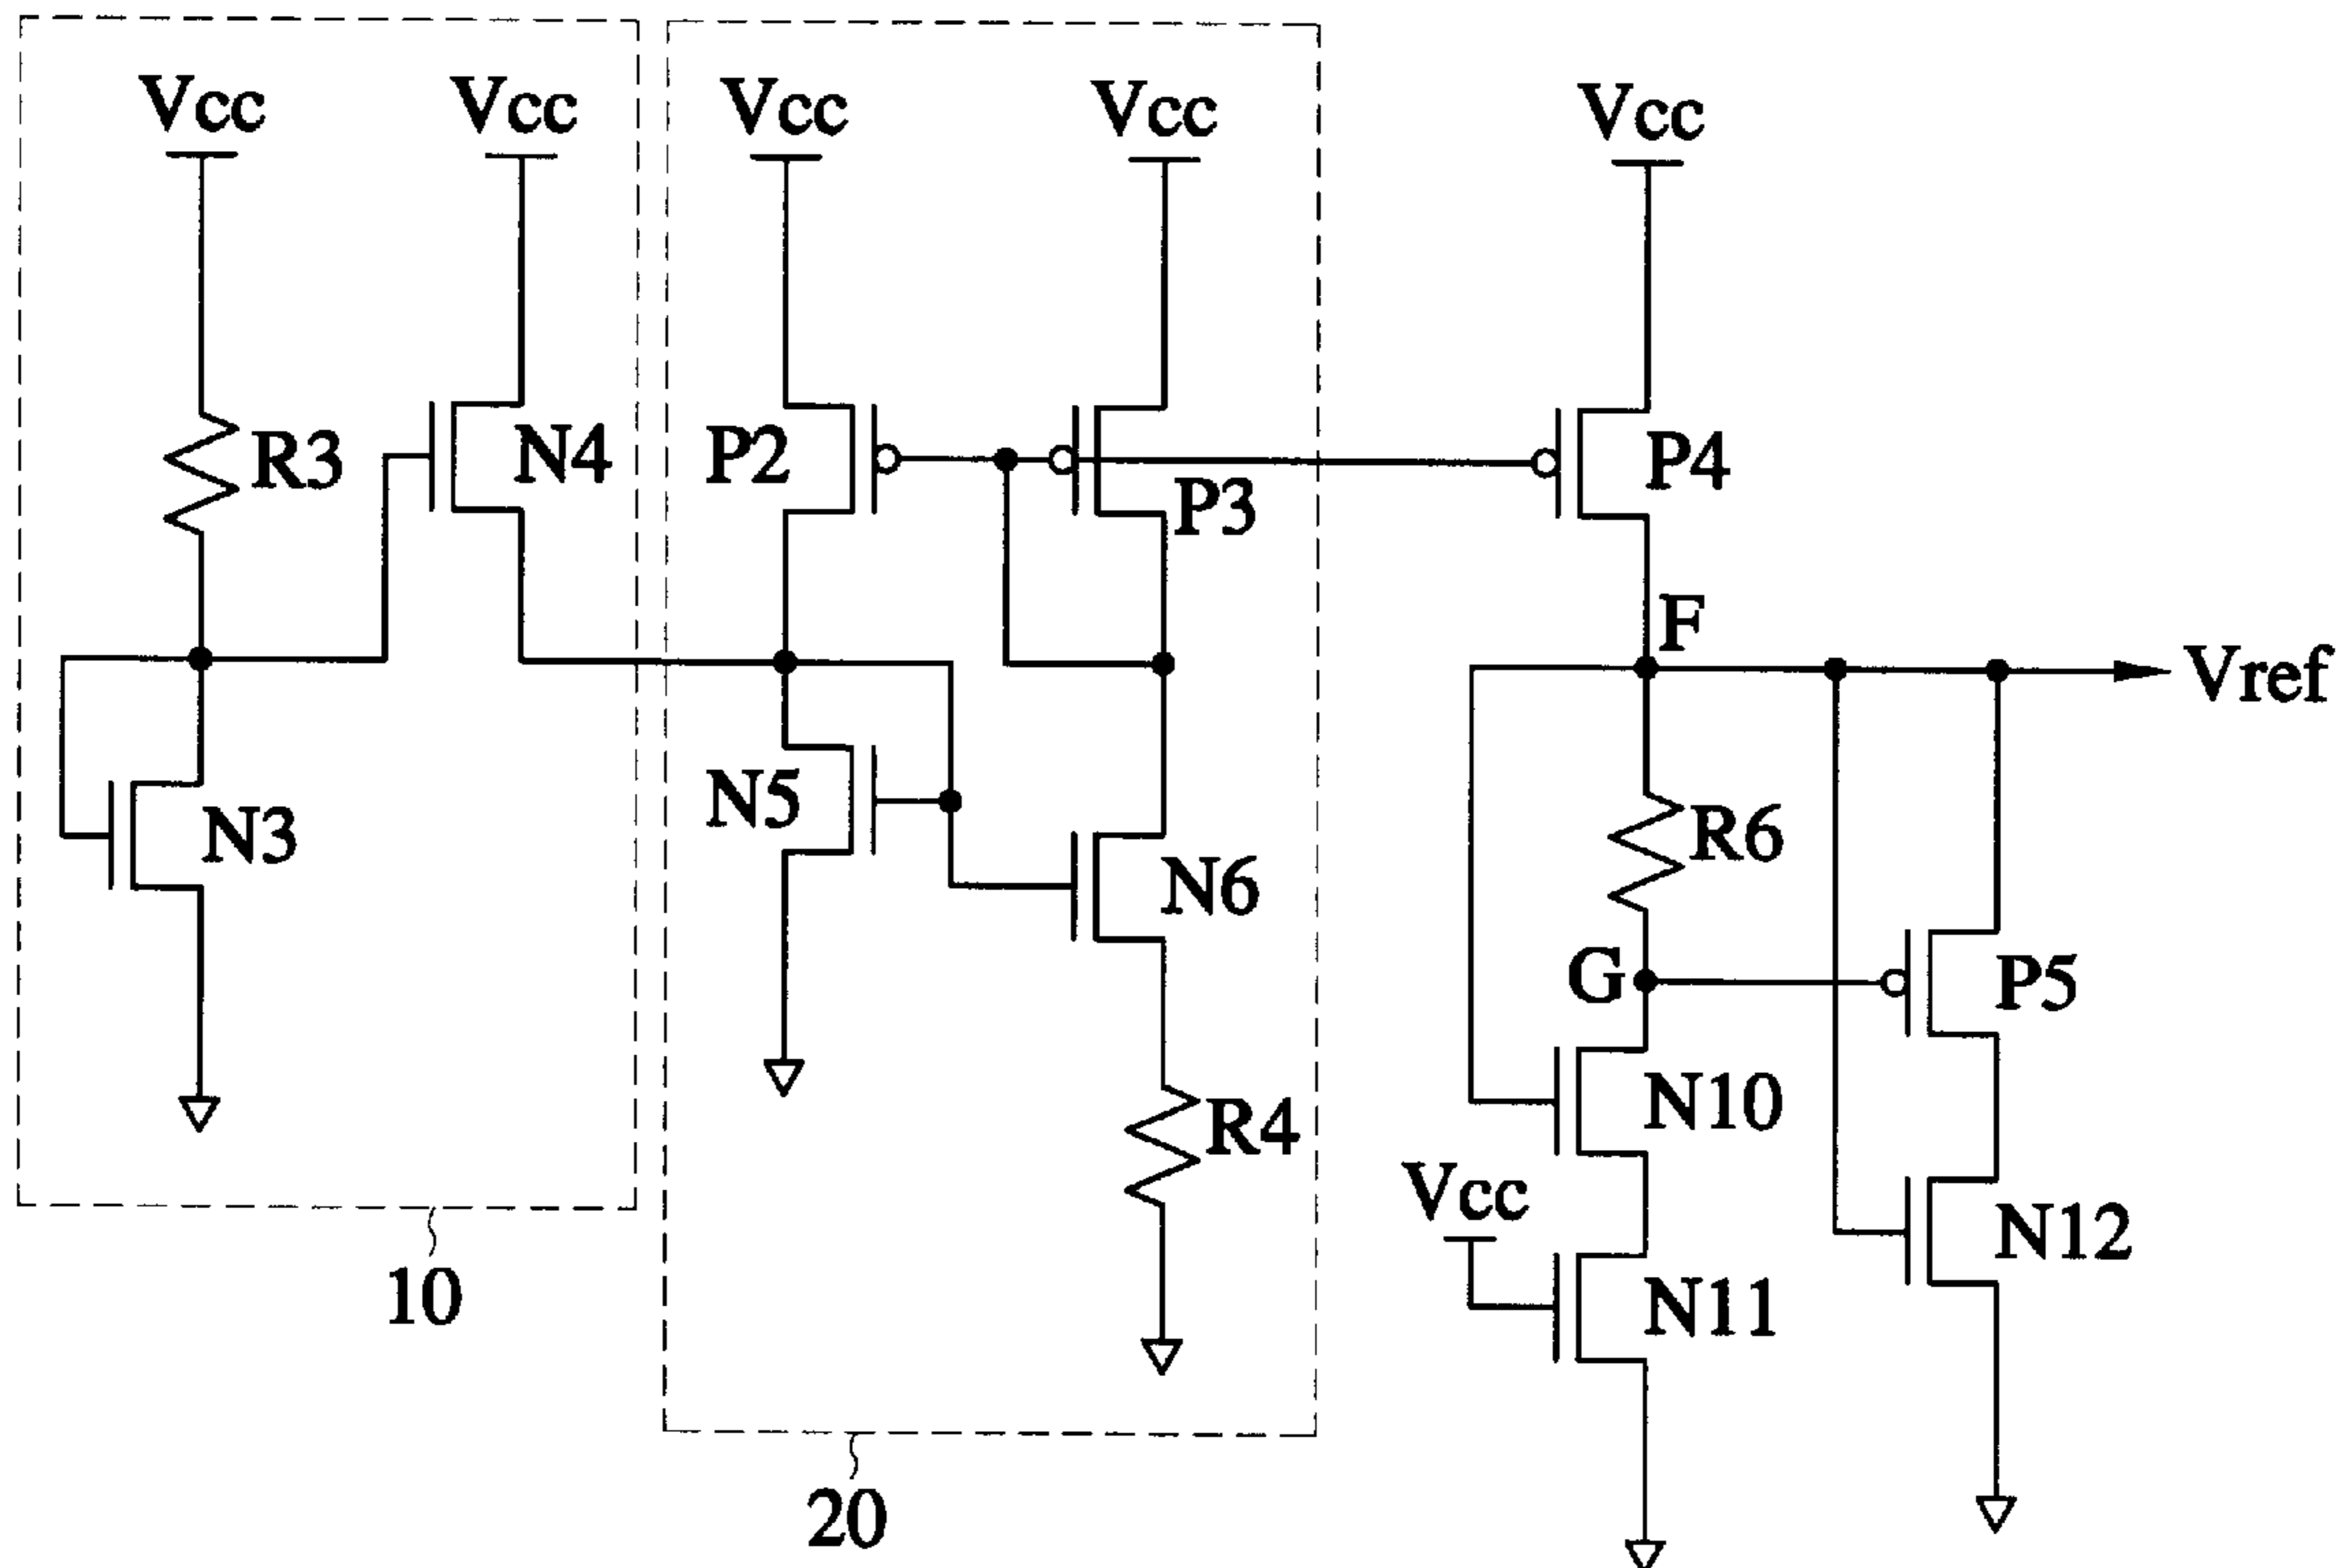 Vcc Vcc Vcc Vcc Vcc
R3 N4 P2 P3 P4
F
Vref
N3 N5 N6 R6
G P5
R4 N10
Vcc
N11 N12
10
20